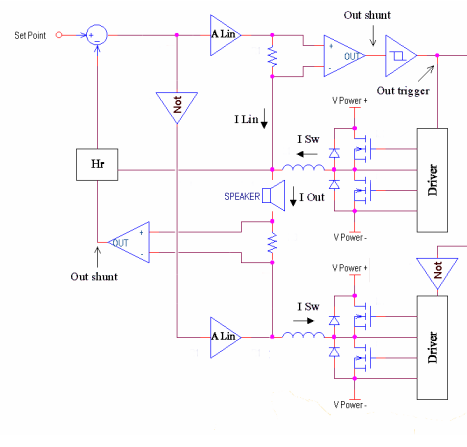 Out shunt
Set Point
A Lin
OUT
Out trigger
Not
I Lin
V Power +
I Sw
Hr
Driver
SPEAKER
I Out
OUT
V Power -
Out shunt
V Power +
Not
I Sw
A Lin
Driver
V Power -